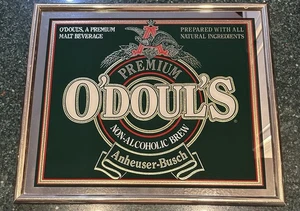 O'DOUL'S, A PREMIUM
MALT BEVERAGE
PREPARED WITH ALL
NATURAL INGREDIENTS
PREMIUM
O'DOUL'S
NON-ALCOHOLIC BREW
Anheuser-Busch